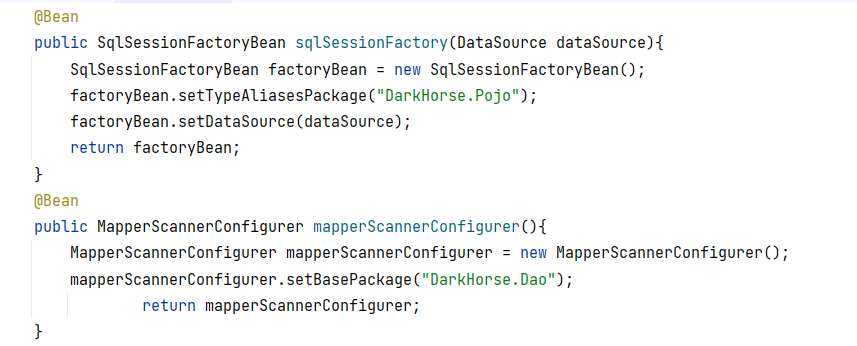 @Bean
public SqlSessionFactoryBean sqlSessionFactory(DataSource dataSource){
    SqlSessionFactoryBean factoryBean = new SqlSessionFactoryBean();
    factoryBean.setTypeAliasesPackage("DarkHorse.Pojo");
    factoryBean.setDataSource(dataSource);
    return factoryBean;
}
@Bean
public MapperScannerConfigurer mapperScannerConfigurer(){
    MapperScannerConfigurer mapperScannerConfigurer = new MapperScannerConfigurer();
    mapperScannerConfigurer.setBasePackage("DarkHorse.Dao");
            return mapperScannerConfigurer;
}